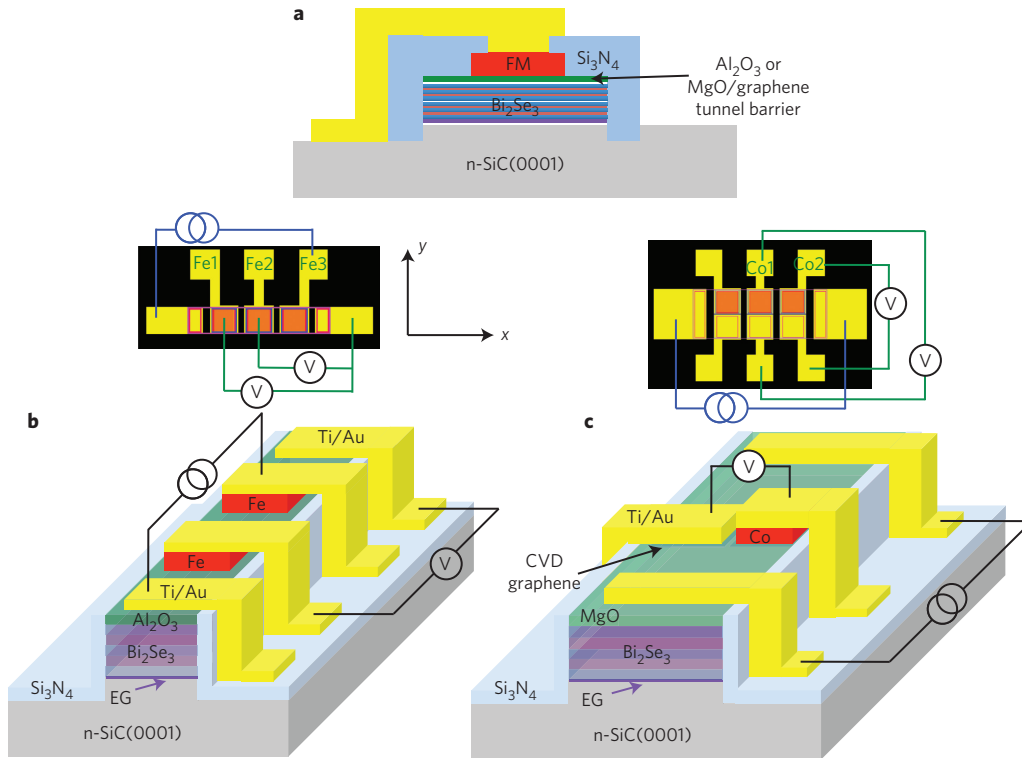 a
FM
Si₃N₄
Al₂O₃ or
MgO/graphene
tunnel barrier
Bi₂Se₃
n-SiC(0001)
Fe1
Fe2
Fe3
V
V
y
x
Co1
Co2
V
V
b
Ti/Au
Fe
Fe
Ti/Au
V
Al₂O₃
Bi₂Se₃
Si₃N₄
EG
n-SiC(0001)
c
V
Ti/Au
Co
CVD
graphene
MgO
Bi₂Se₃
Si₃N₄
EG
n-SiC(0001)